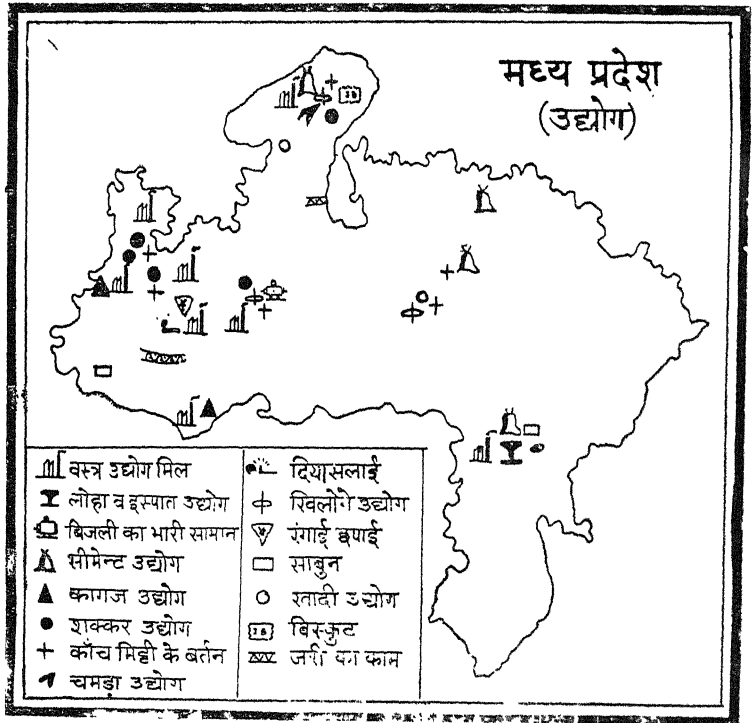 मध्य प्रदेश
(उद्योग)
वस्त्र उद्योग मिल
लोहा व इस्पात उद्योग
बिजली का भारी सामान
सीमेन्ट उद्योग
कागज उद्योग
शक्कर उद्योग
काँच मिट्टी के बर्तन
चमड़ा उद्योग
दियासलाई
खिलौने उद्योग
रंगाई छपाई
साबुन
खादी उद्योग
बिस्कुट
जरी का काम